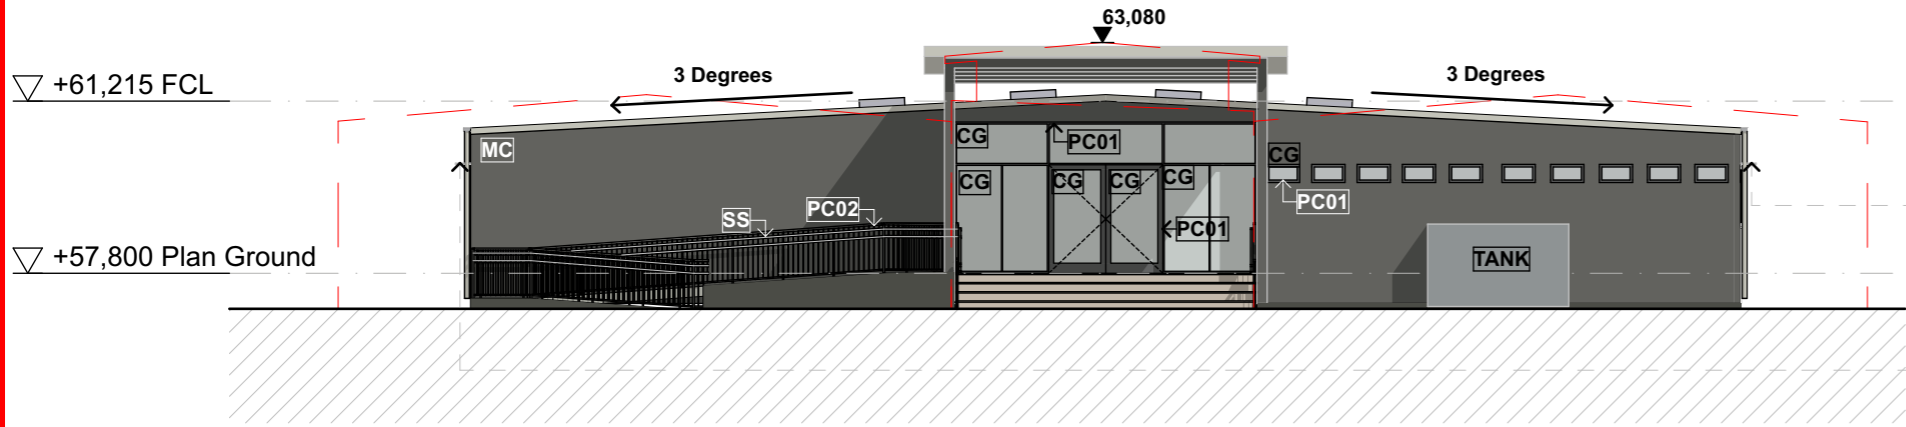 63,080
3 Degrees
3 Degrees
+61,215 FCL
MC
CG
PC01
CG
CG
CG
CG
CG
PC01
PC02
SS
PC01
+57,800 Plan Ground
TANK